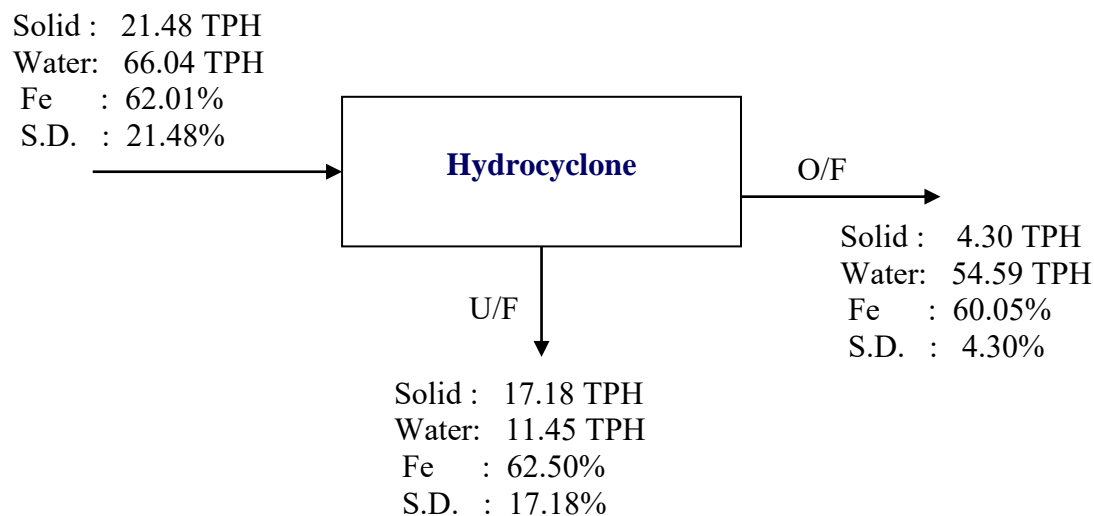 Solid : 21.48 TPH
Water: 66.04 TPH
Fe : 62.01%
S.D. : 21.48%
Hydrocyclone
O/F
Solid : 4.30 TPH
Water: 54.59 TPH
Fe : 60.05%
S.D. : 4.30%
U/F
Solid : 17.18 TPH
Water: 11.45 TPH
Fe : 62.50%
S.D. : 17.18%